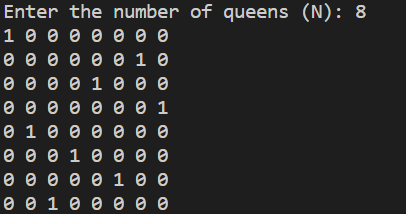 Enter the number of queens (N): 8
1 0 0 0 0 0 0 0
0 0 0 0 0 0 1 0
0 0 0 0 1 0 0 0
0 0 0 0 0 0 0 1
0 1 0 0 0 0 0 0
0 0 0 1 0 0 0 0
0 0 0 0 0 1 0 0
0 0 1 0 0 0 0 0